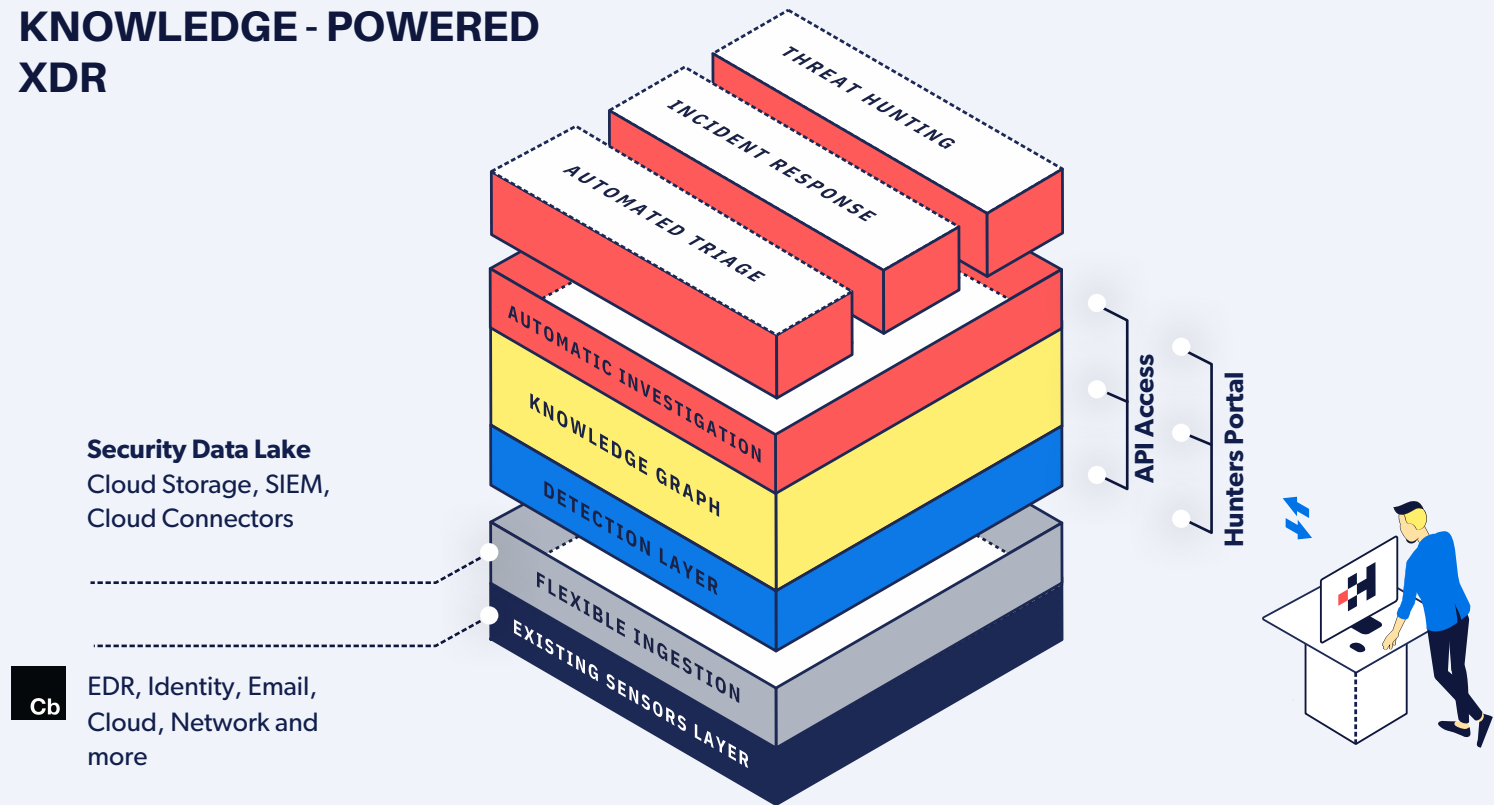 KNOWLEDGE - POWERED
XDR
THREAT HUNTING
INCIDENT RESPONSE
AUTOMATED TRIAGE
AUTOMATIC INVESTIGATION
KNOWLEDGE GRAPH
DETECTION LAYER
FLEXIBLE INGESTION
EXISTING SENSORS LAYER
API Access
Hunters Portal
Security Data Lake
Cloud Storage, SIEM,
Cloud Connectors
Cb
EDR, Identity, Email,
Cloud, Network and
more